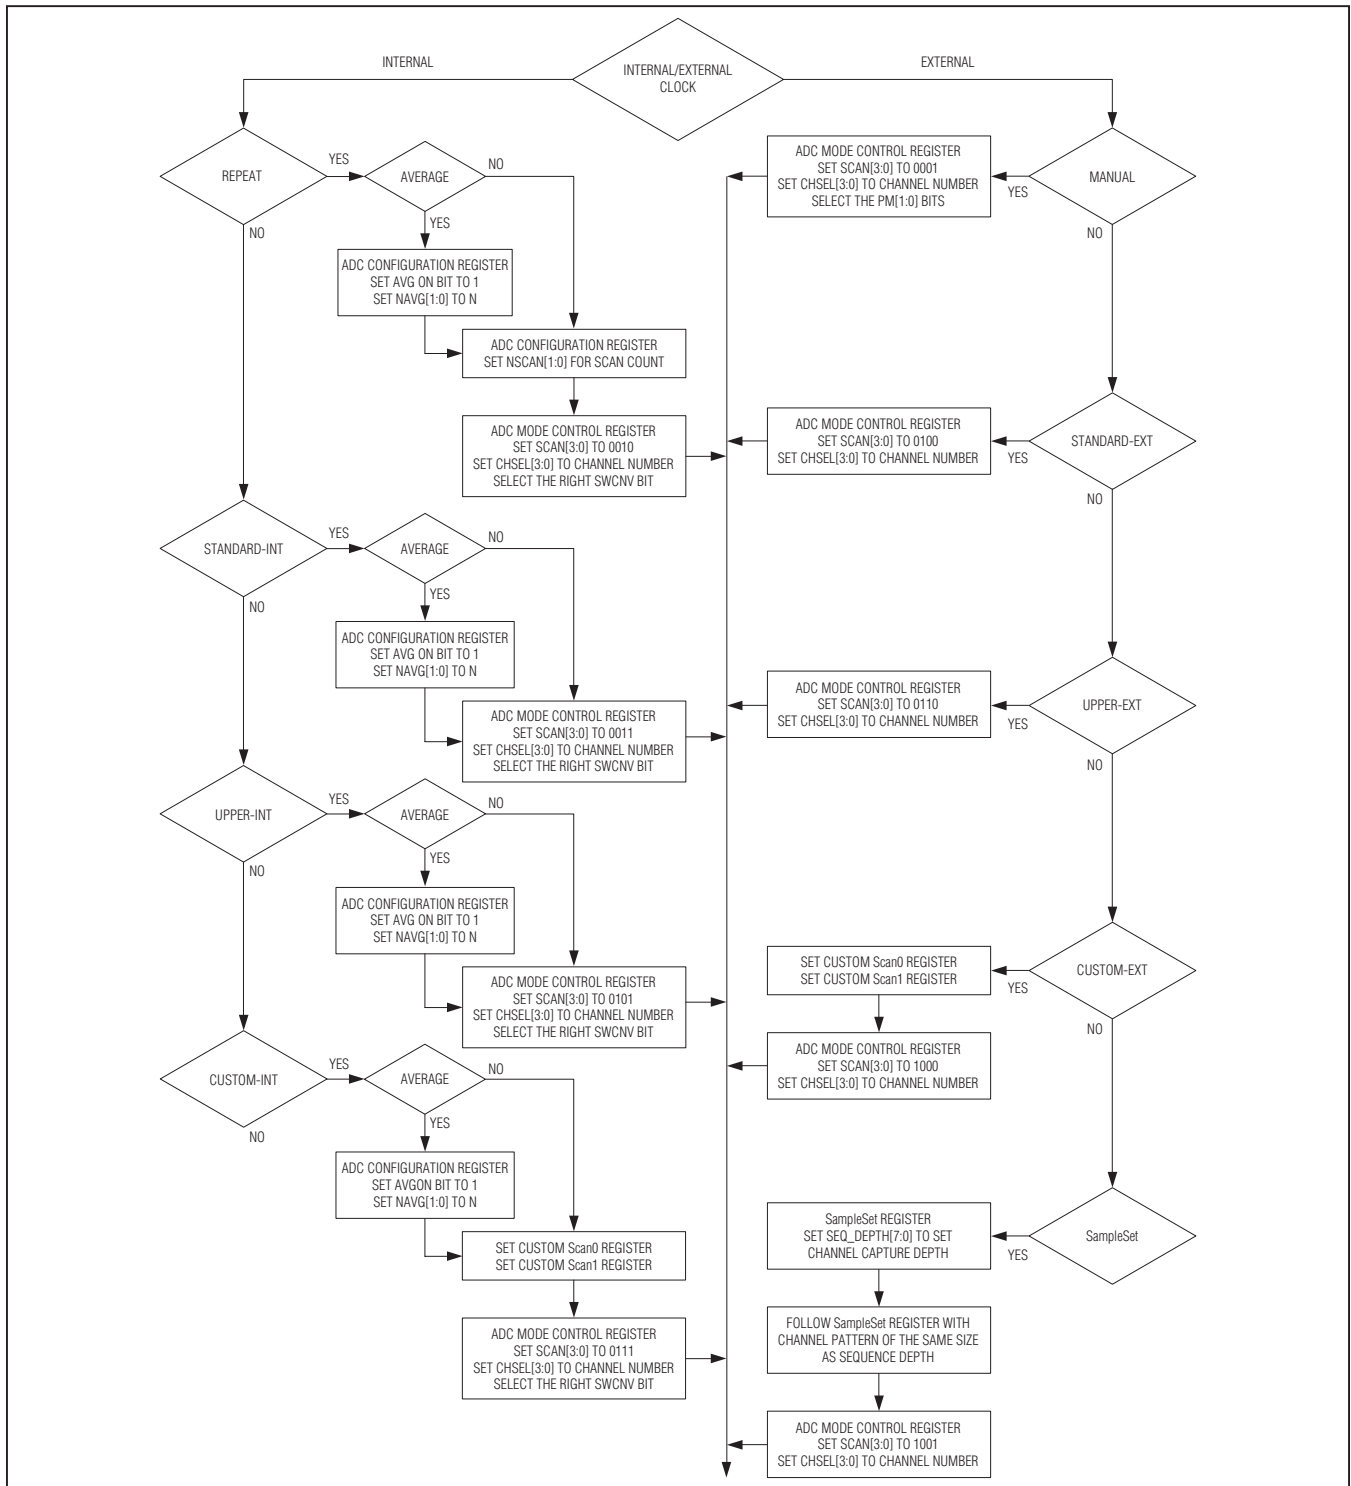 INTERNAL/EXTERNAL
CLOCK
INTERNAL
EXTERNAL
REPEAT
YES
NO
AVERAGE
NO
YES
ADC CONFIGURATION REGISTER
SET AVG ON BIT TO 1
SET NAVG[1:0] TO N
ADC CONFIGURATION REGISTER
SET NSCAN[1:0] FOR SCAN COUNT
ADC MODE CONTROL REGISTER
SET SCAN[3:0] TO 0010
SET CHSEL[3:0] TO CHANNEL NUMBER
SELECT THE RIGHT SWCNV BIT
STANDARD-INT
YES
NO
AVERAGE
NO
YES
ADC CONFIGURATION REGISTER
SET AVG ON BIT TO 1
SET NAVG[1:0] TO N
ADC MODE CONTROL REGISTER
SET SCAN[3:0] TO 0011
SET CHSEL[3:0] TO CHANNEL NUMBER
SELECT THE RIGHT SWCNV BIT
UPPER-INT
YES
NO
AVERAGE
NO
YES
ADC CONFIGURATION REGISTER
SET AVG ON BIT TO 1
SET NAVG[1:0] TO N
ADC MODE CONTROL REGISTER
SET SCAN[3:0] TO 0101
SET CHSEL[3:0] TO CHANNEL NUMBER
SELECT THE RIGHT SWCNV BIT
CUSTOM-INT
YES
NO
AVERAGE
NO
YES
ADC CONFIGURATION REGISTER
SET AVGON BIT TO 1
SET NAVG[1:0] TO N
SET CUSTOM Scan0 REGISTER
SET CUSTOM Scan1 REGISTER
ADC MODE CONTROL REGISTER
SET SCAN[3:0] TO 0111
SET CHSEL[3:0] TO CHANNEL NUMBER
SELECT THE RIGHT SWCNV BIT
MANUAL
YES
NO
ADC MODE CONTROL REGISTER
SET SCAN[3:0] TO 0001
SET CHSEL[3:0] TO CHANNEL NUMBER
SELECT THE PM[1:0] BITS
STANDARD-EXT
YES
NO
ADC MODE CONTROL REGISTER
SET SCAN[3:0] TO 0100
SET CHSEL[3:0] TO CHANNEL NUMBER
UPPER-EXT
YES
NO
ADC MODE CONTROL REGISTER
SET SCAN[3:0] TO 0110
SET CHSEL[3:0] TO CHANNEL NUMBER
CUSTOM-EXT
YES
NO
SET CUSTOM Scan0 REGISTER
SET CUSTOM Scan1 REGISTER
ADC MODE CONTROL REGISTER
SET SCAN[3:0] TO 1000
SET CHSEL[3:0] TO CHANNEL NUMBER
SampleSet
YES
SampleSet REGISTER
SET SEQ_DEPTH[7:0] TO SET
CHANNEL CAPTURE DEPTH
FOLLOW SampleSet REGISTER WITH
CHANNEL PATTERN OF THE SAME SIZE
AS SEQUENCE DEPTH
ADC MODE CONTROL REGISTER
SET SCAN[3:0] TO 1001
SET CHSEL[3:0] TO CHANNEL NUMBER